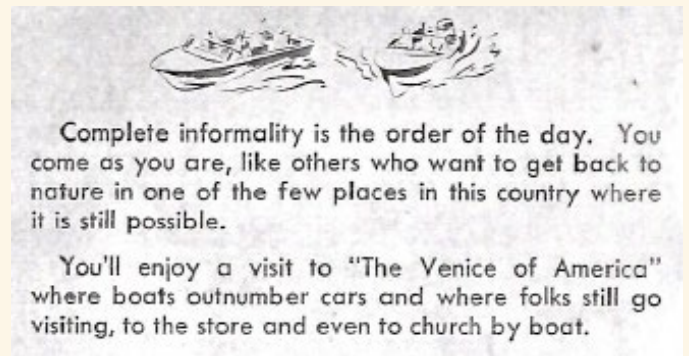 Complete informality is the order of the day. You
come as you are, like others who want to get back to
nature in one of the few places in this country where
it is still possible.
You'll enjoy a visit to "The Venice of America"
where boats outnumber cars and where folks still go
visiting, to the store and even to church by boat.